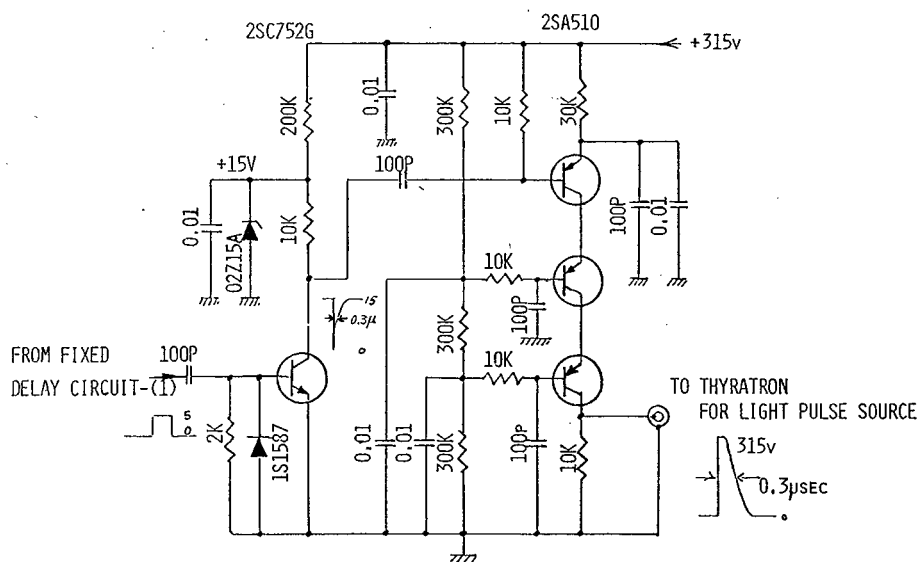 2SC752G
2SA510
+315v
200K
0.01
300K
10K
30K
+15V
100P
0.01
02Z15A
10K
100P
0.01
10K
15
0.3μ
0
100P
300K
FROM FIXED
DELAY CIRCUIT-(1)
100P
10K
TO THYRATRON
FOR LIGHT PULSE SOURCE
5
0
2K
1S1587
0.01
0.01
300K
100P
10K
315v
0.3μSEC
0